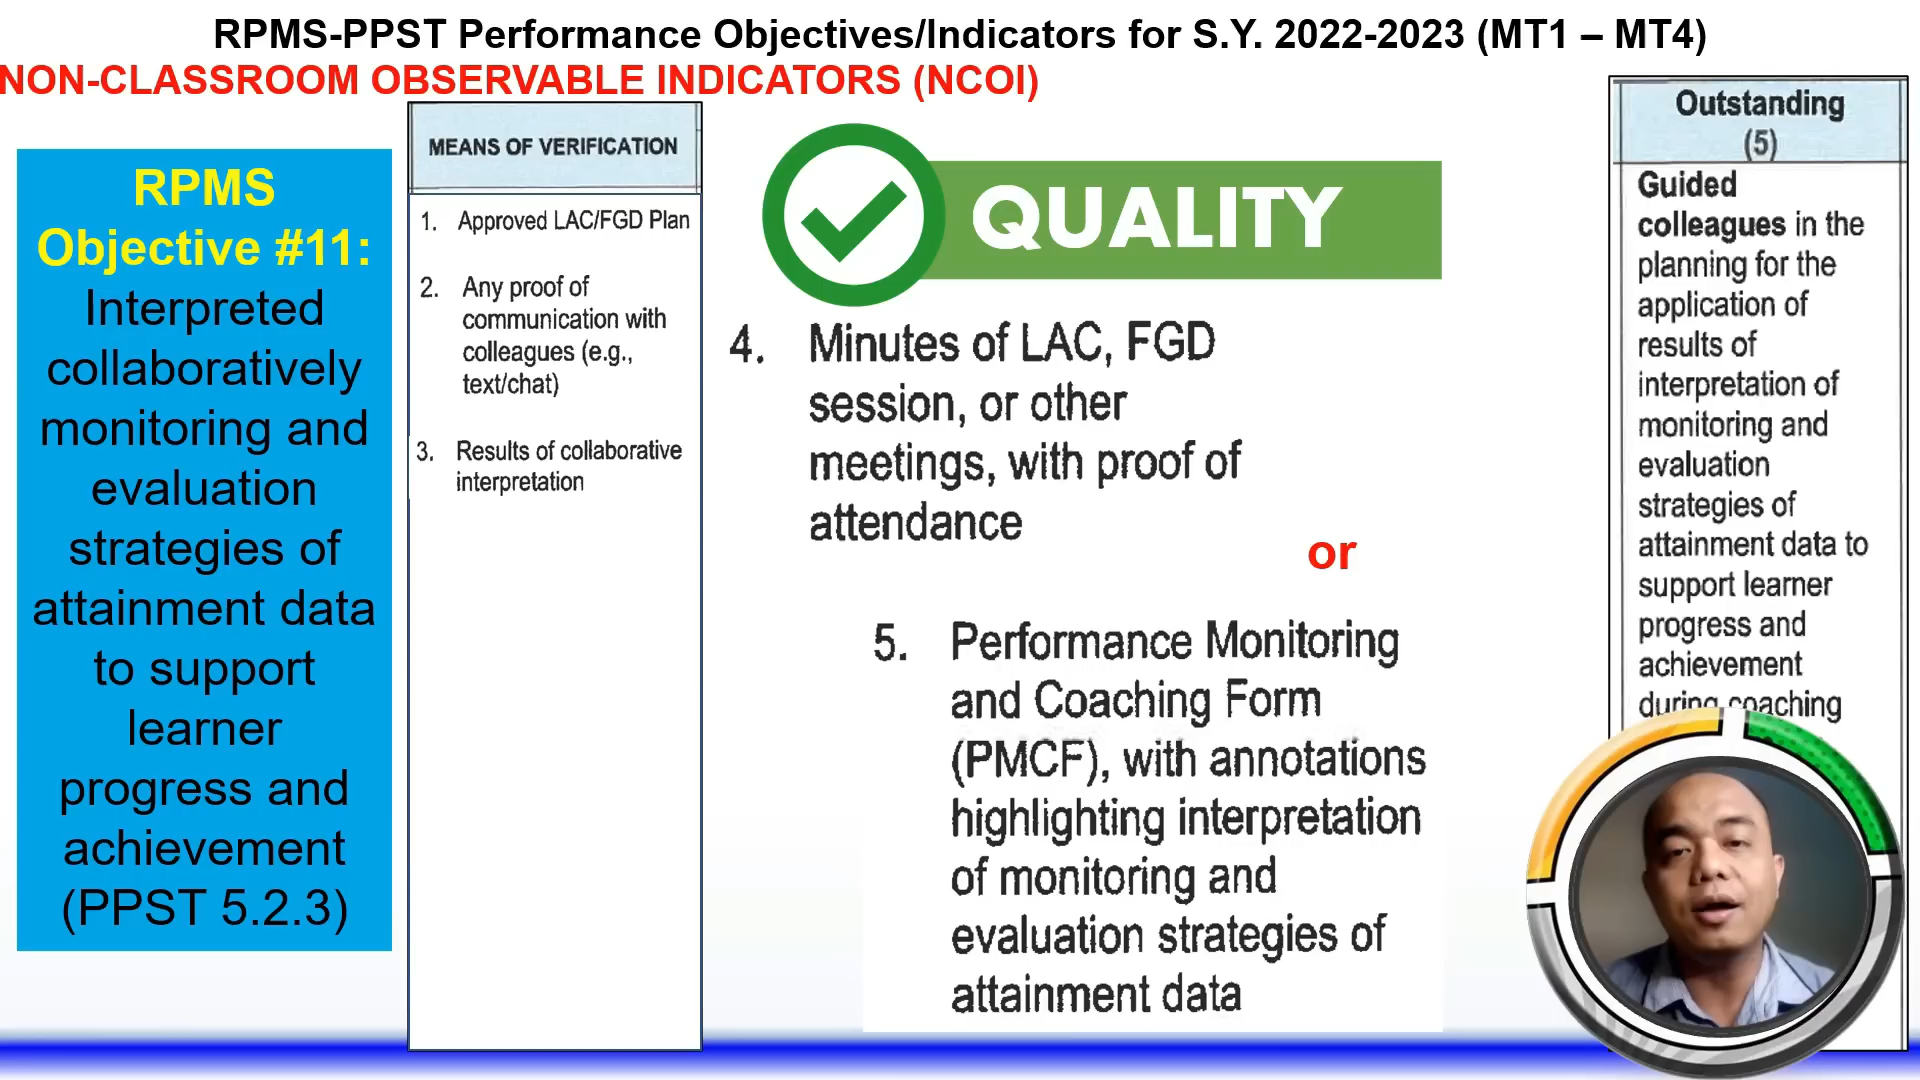 RPMS-PPST Performance Objectives/Indicators for S.Y. 2022-2023 (MT1 – MT4)
NON-CLASSROOM OBSERVABLE INDICATORS (NCOI)
RPMS
Objective #11:
Interpreted
collaboratively
monitoring and
evaluation
strategies of
attainment data
to support
learner
progress and
achievement
(PPST 5.2.3)
MEANS OF VERIFICATION
1. Approved LAC/FGD Plan
2. Any proof of
communication with
colleagues (e.g.,
text/chat)
3. Results of collaborative
interpretation
QUALITY
4. Minutes of LAC, FGD
session, or other
meetings, with proof of
attendance
or
5. Performance Monitoring
and Coaching Form
(PMCF), with annotations
highlighting interpretation
of monitoring and
evaluation strategies of
attainment data
Outstanding
(5)
Guided
colleagues in the
planning for the
application of
results of
interpretation of
monitoring and
evaluation
strategies of
attainment data to
support learner
progress and
achievement
during coaching